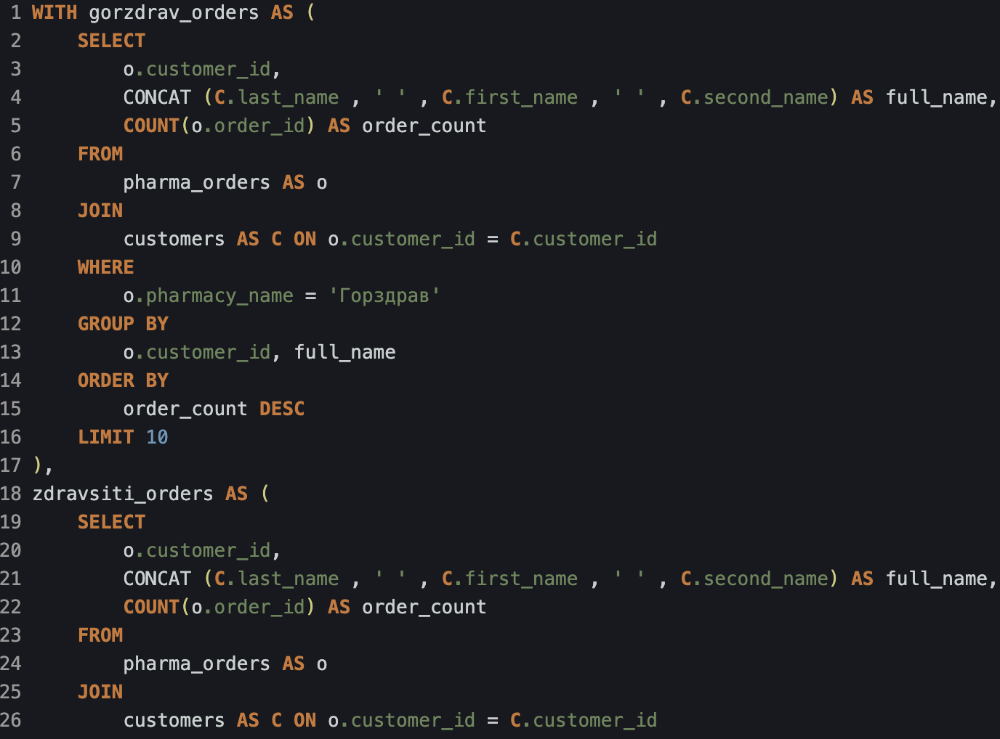 1 WITH gorzdrav_orders AS (
2     SELECT
3         o.customer_id,
4         CONCAT (C.last_name , ' ' , C.first_name , ' ' , C.second_name) AS full_name,
5         COUNT(o.order_id) AS order_count
6     FROM
7         pharma_orders AS o
8     JOIN
9         customers AS C ON o.customer_id = C.customer_id
10     WHERE
11         o.pharmacy_name = 'Горздрав'
12     GROUP BY
13         o.customer_id, full_name
14     ORDER BY
15         order_count DESC
16     LIMIT 10
17 ),
18 zdravsiti_orders AS (
19     SELECT
20         o.customer_id,
21         CONCAT (C.last_name , ' ' , C.first_name , ' ' , C.second_name) AS full_name,
22         COUNT(o.order_id) AS order_count
23     FROM
24         pharma_orders AS o
25     JOIN
26         customers AS C ON o.customer_id = C.customer_id